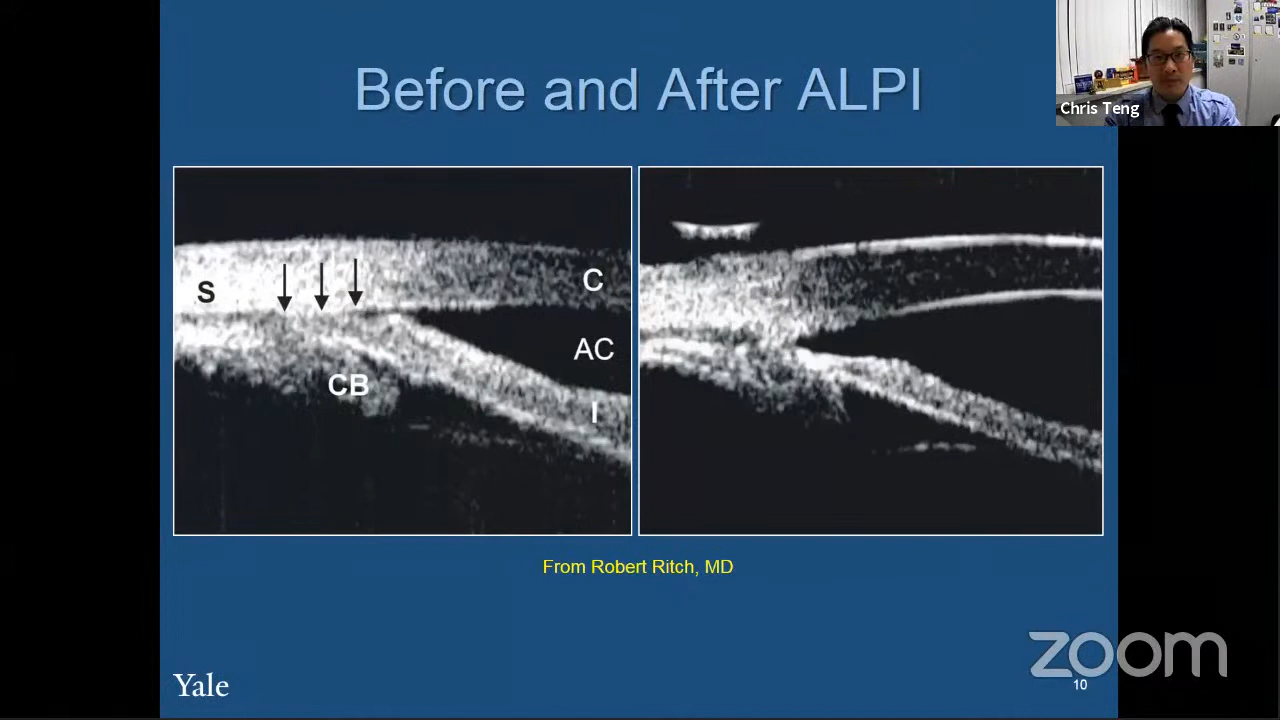 Before and After ALPI
Chris Teng
S
C
AC
CB
I
From Robert Ritch, MD
zoom
Yale
10